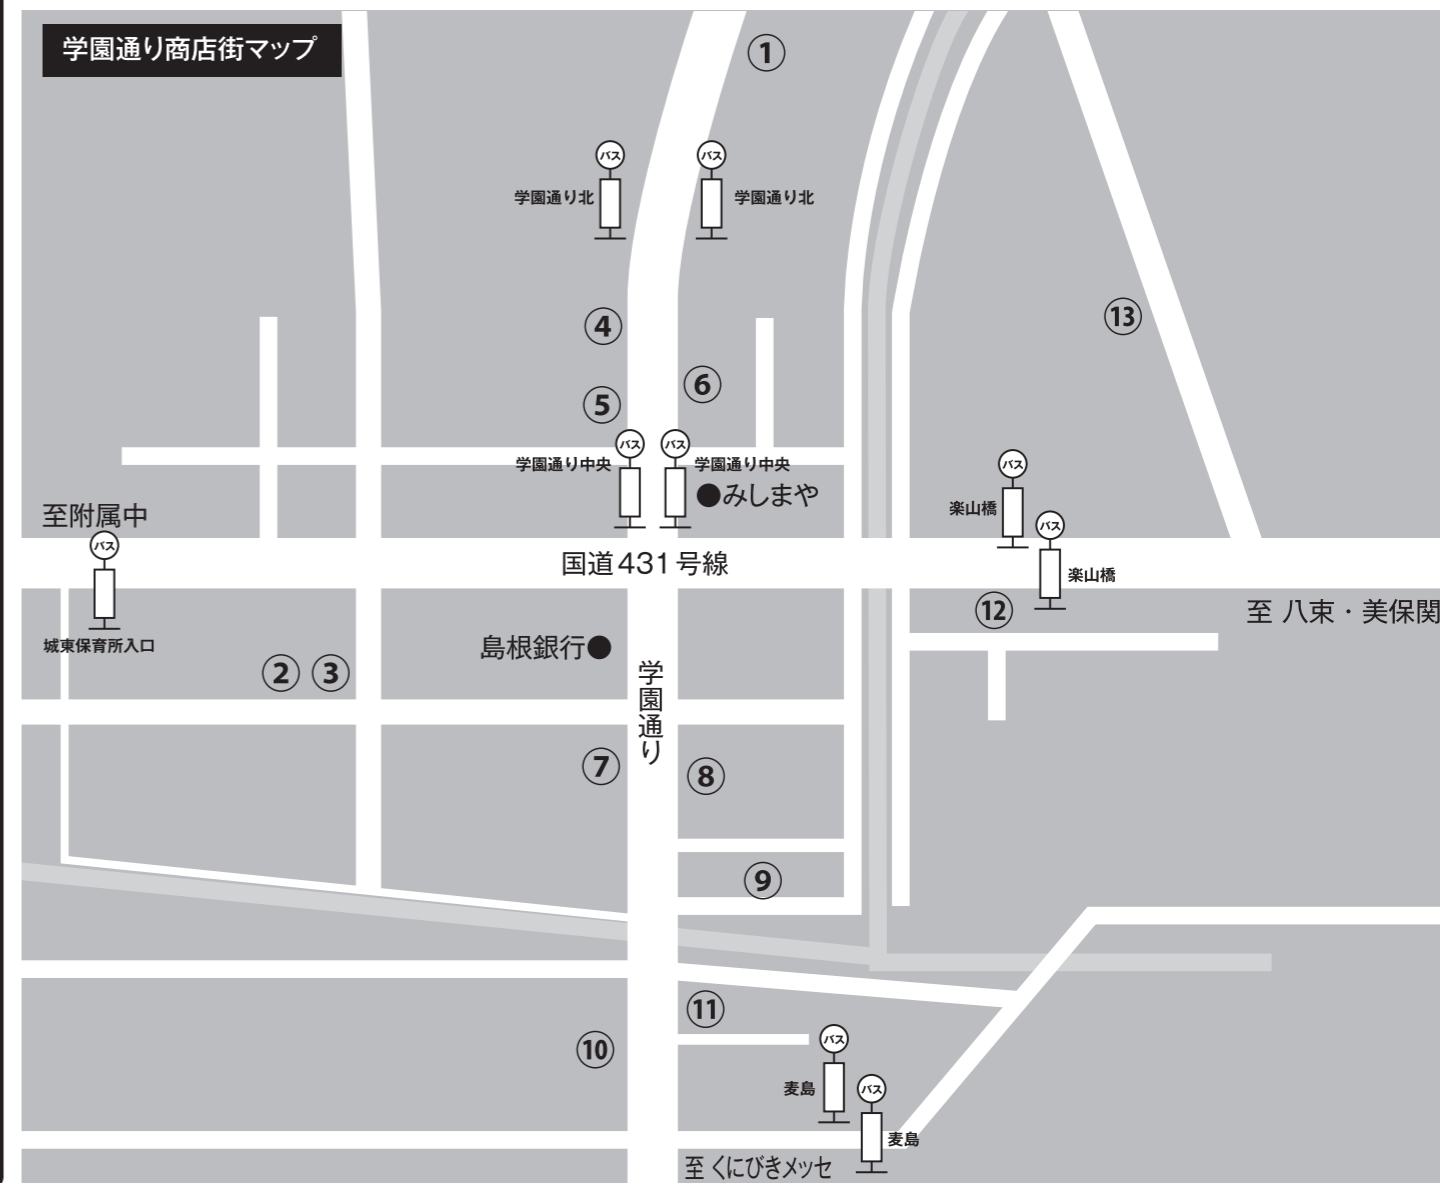 学園通り商店街マップ
①
バス
バス
学園通り北
学園通り北
④
⑬
⑥
⑤
バス
バス
学園通り中央
学園通り中央
●みしまや
バス
楽山橋
至附属中
バス
バス
国道431号線
楽山橋
⑫
至 八束・美保関
城東保育所入口
島根銀行●
②
③
学園通り
⑦
⑧
⑨
⑪
⑩
バス
麦島
バス
麦島
至 くにびきメッセ